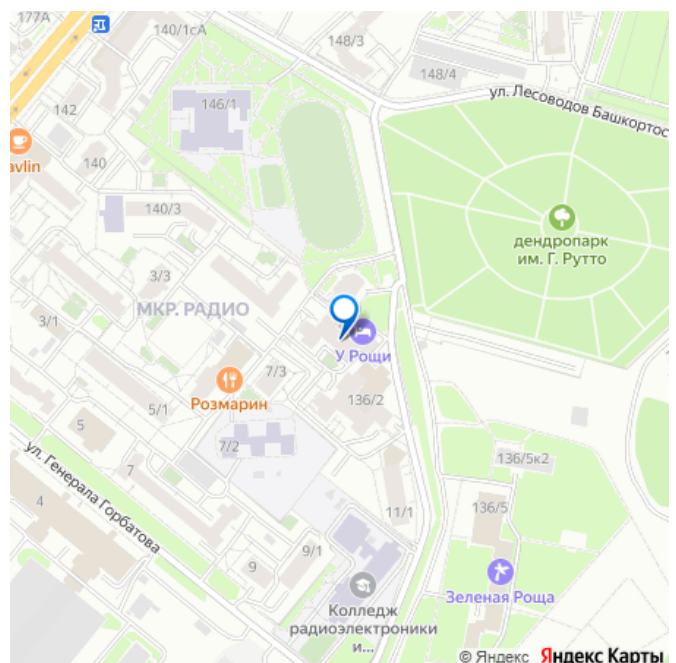 177А
140/1сА
148/3
148/4
ул. Лесоводов Башкортос
142
146/1
avlin
140
140/3
дендропарк
им. Г. Рутто
3/3
МКР. РАДИО
3/1
У Рощи
7/3
Розмарин
136/2
5/1
5
7/2
ул. Генерала Горбатова
7
136/5к2
4
11/1
136/5
9/1
9
Зеленая Роща
Колледж
радиоэлектроники
и...
© Яндекс Яндекс Карты